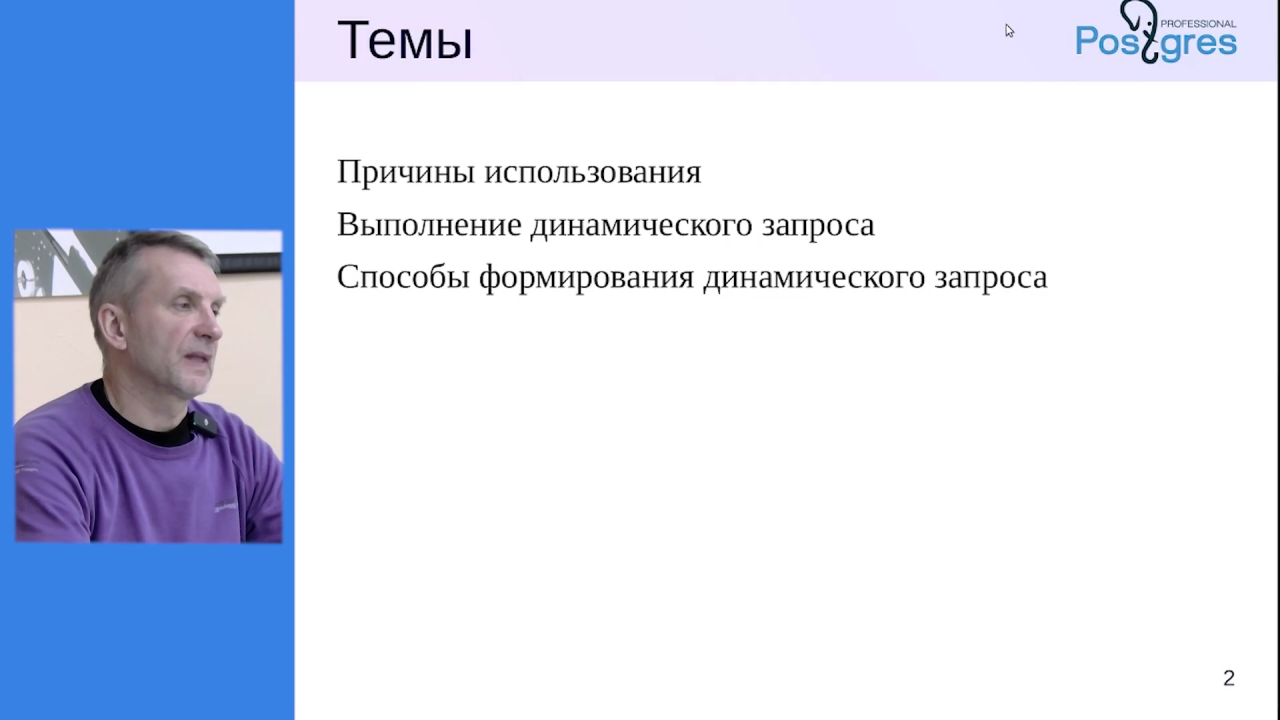 Темы
PROFESSIONAL
Postgres
Причины использования
Выполнение динамического запроса
Способы формирования динамического запроса
2